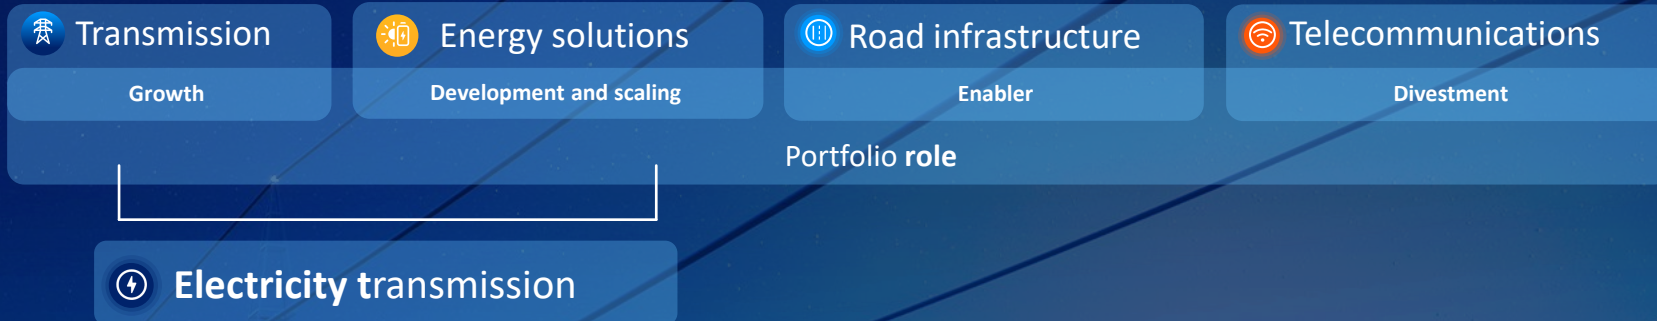 Transmission
Growth
Energy solutions
Development and scaling
Road infrastructure
Enabler
Telecommunications
Divestment
Portfolio role
Electricity transmission